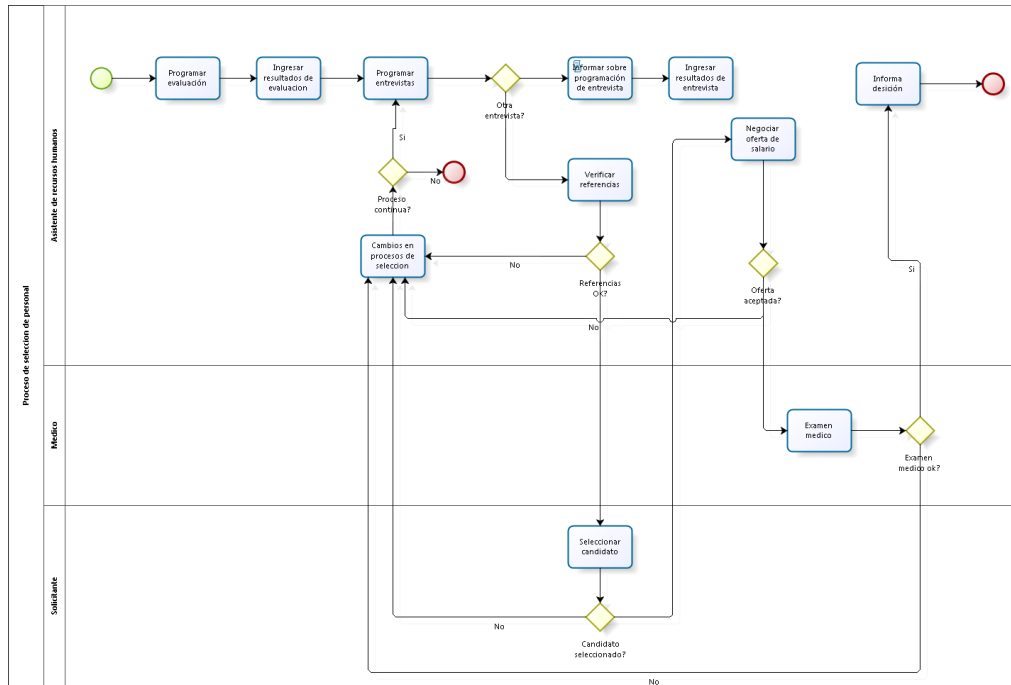 Proceso de seleccion de personal
Asistente de recursos humanos
Programar
evaluación
Ingresar
resultados de
evaluacion
Programar
entrevistas
Otra
entrevista?
Informar sobre
programación
de entrevista
Ingresar
resultados de
entrevista
Informa
desición
Negociar
oferta de
salario
Si
Proceso
continua?
No
Verificar
referencias
Cambios en
procesos de
seleccion
No
Referencias
OK?
Oferta
aceptada?
No
Si
Medico
Examen
medico
Examen
medico ok?
Solicitante
Seleccionar
candidato
Candidato
seleccionado?
No
No